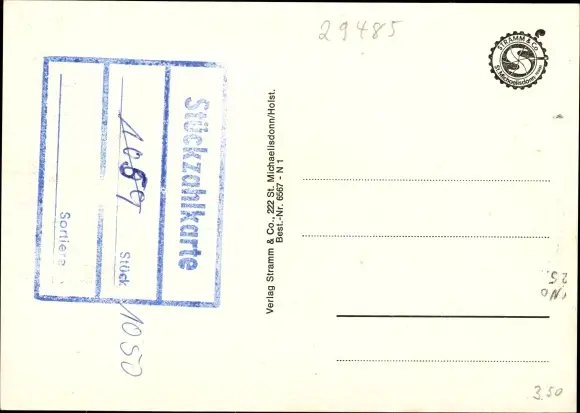 29485
STRAMM & Co.
St. Michaelisdonn
Stückzahlkarte
Stück
1050
Sortiere
Verlag Stramm & Co., 222 St. Michaelisdonn/Holst.
Best.-Nr. 6567 - N 1
25.
3.50